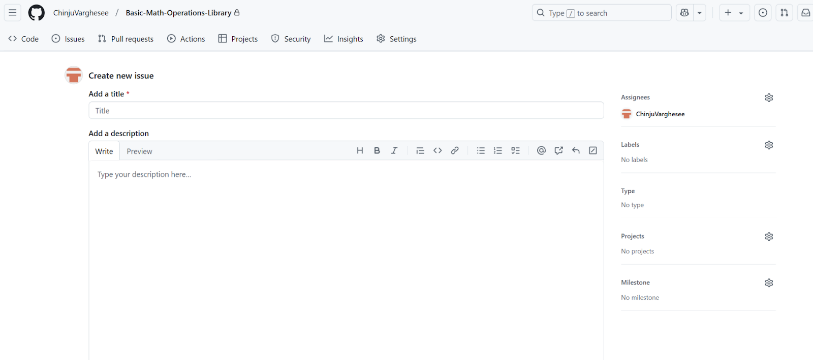 ChinjuVarghesee / Basic-Math-Operations-Library
Type / to search
Code Issues Pull requests Actions Projects Security Insights Settings
Create new issue
Add a title *
Title
Add a description
Write Preview H B I
Type your description here...
Assignees
ChinjuVarghesee
Labels
No labels
Type
No type
Projects
No projects
Milestone
No milestone